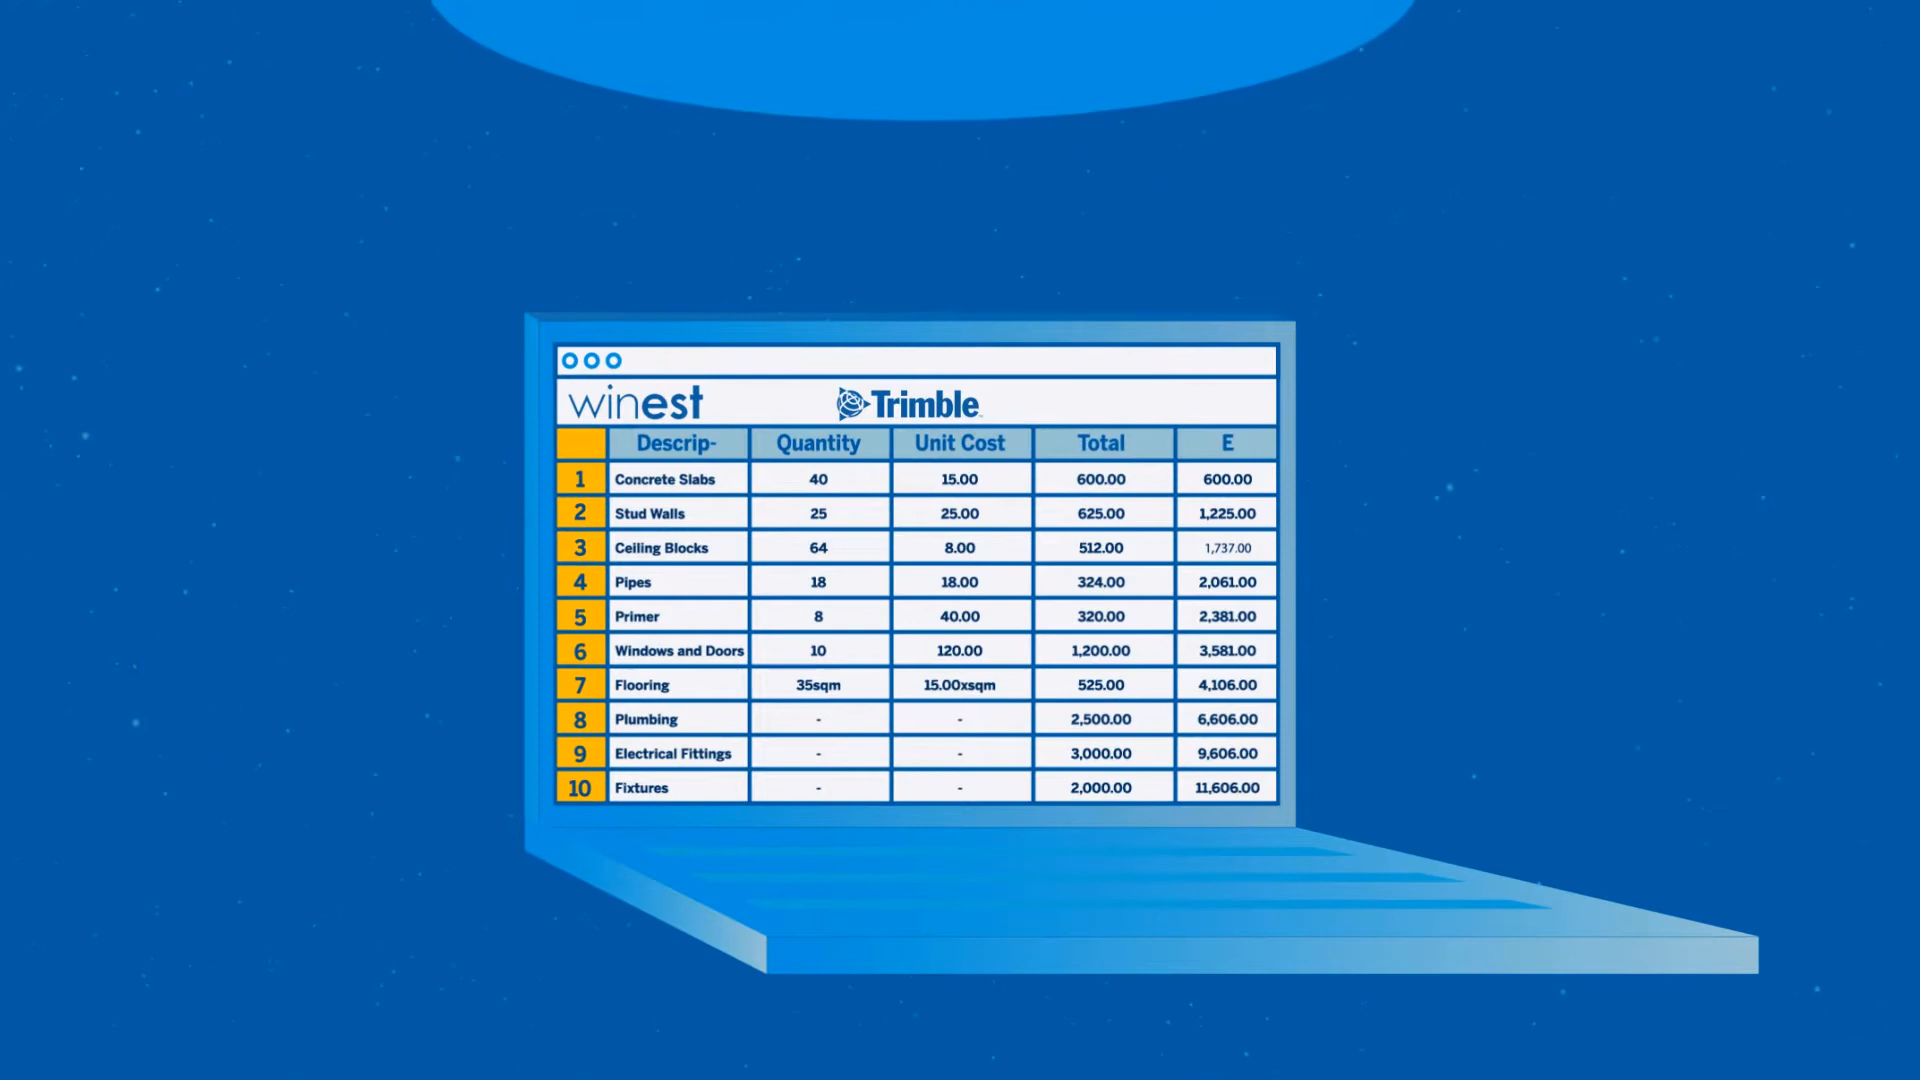 winest Trimble
Descrip- Quantity Unit Cost Total E
1 Concrete Slabs 40 15.00 600.00 600.00
2 Stud Walls 25 25.00 625.00 1,225.00
3 Ceiling Blocks 64 8.00 512.00 1,737.00
4 Pipes 18 18.00 324.00 2,061.00
5 Primer 8 40.00 320.00 2,381.00
6 Windows and Doors 10 120.00 1,200.00 3,581.00
7 Flooring 35sqm 15.00xsqm 525.00 4,106.00
8 Plumbing - - 2,500.00 6,606.00
9 Electrical Fittings - - 3,000.00 9,606.00
10 Fixtures - - 2,000.00 11,606.00